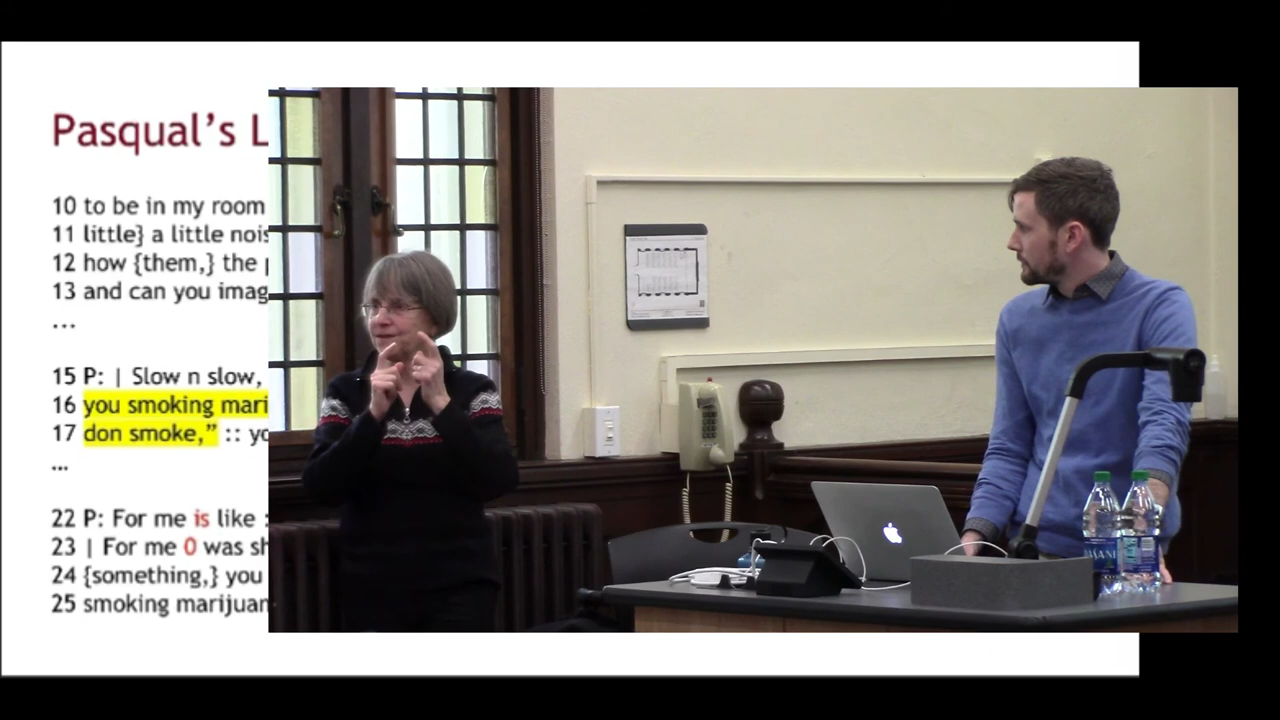 Pasqual's L
10 to be in my room
11 little} a little nois
12 how {them,} the p
13 and can you imag
...
15 P: | Slow n slow,
16 you smoking mari
17 don smoke,” :: yo
...
22 P: For me is like :
23 | For me 0 was sh
24 {something,} you
25 smoking marijuan
DASANI